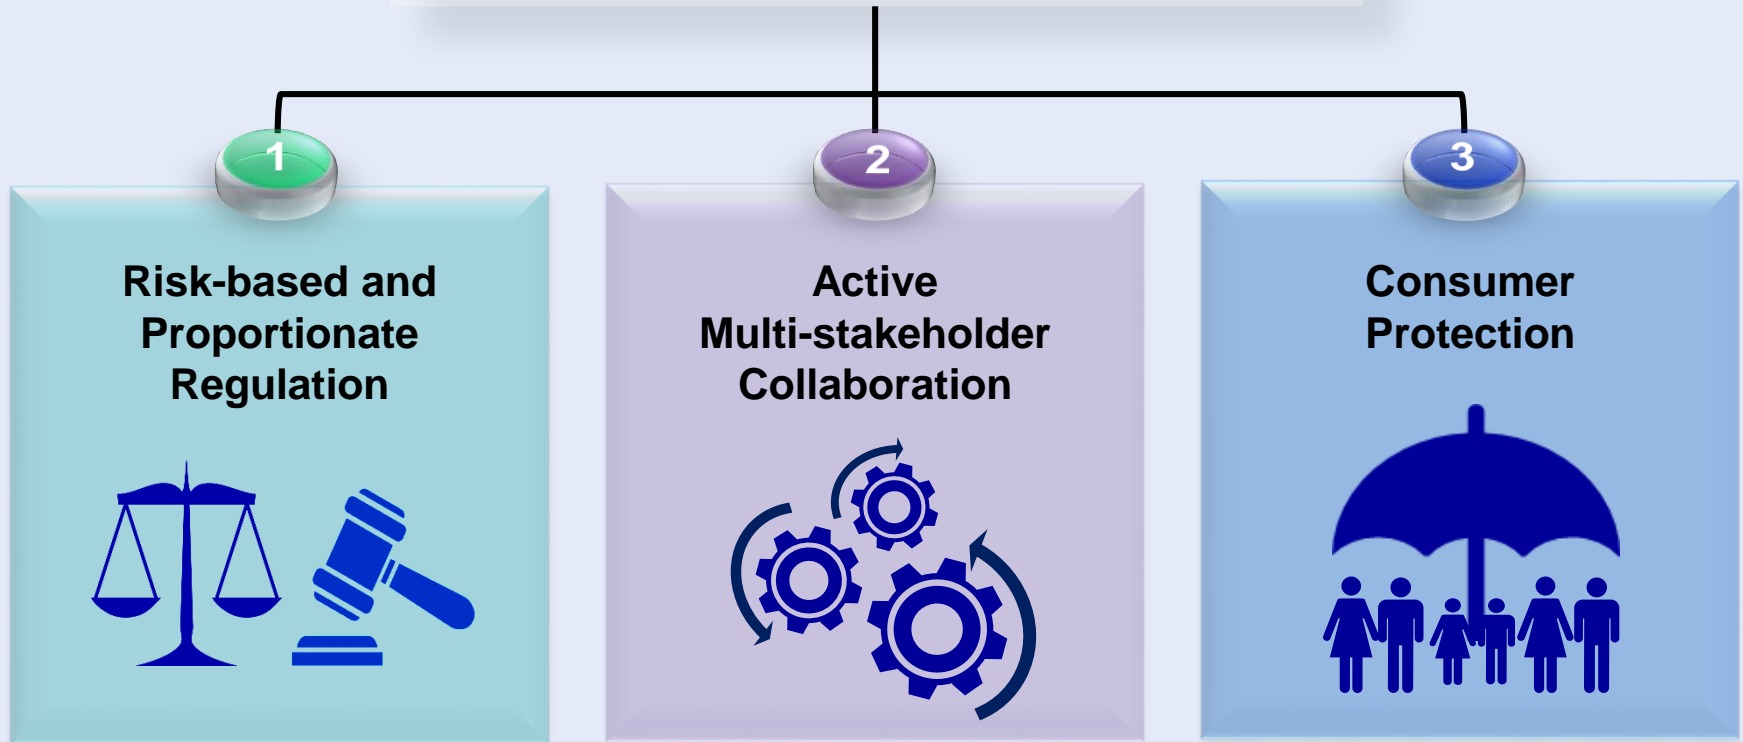 1
Risk-based and
Proportionate
Regulation
2
Active
Multi-stakeholder
Collaboration
3
Consumer
Protection